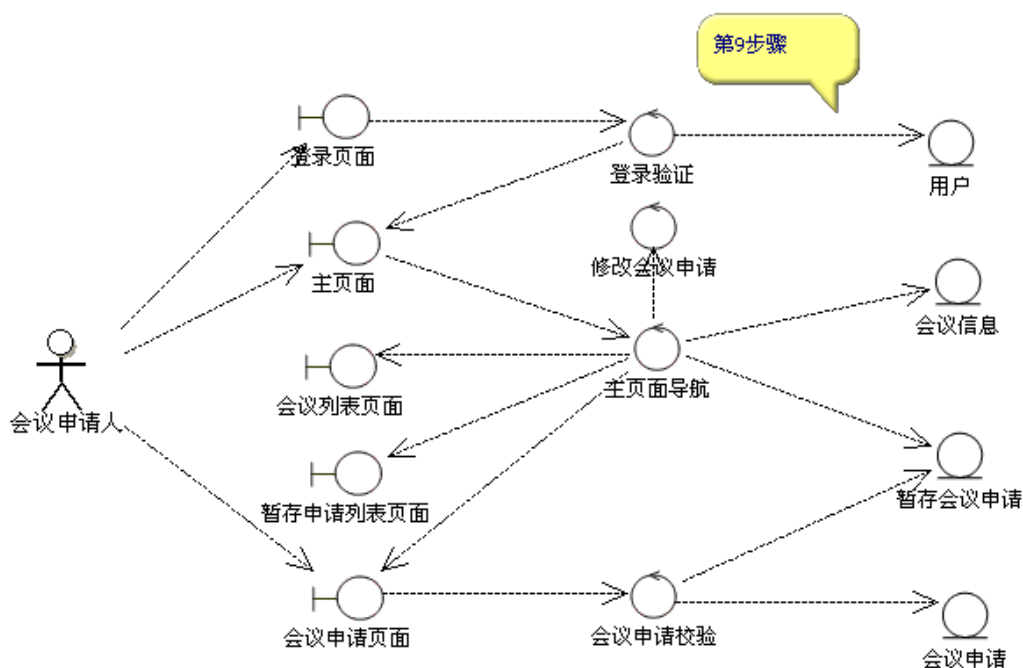 第9步骤
登录页面
登录验证
用户
主页面
修改会议申请
会议信息
会议列表页面
主页面导航
会议申请人
暂存申请列表页面
暂存会议申请
会议申请页面
会议申请校验
会议申请